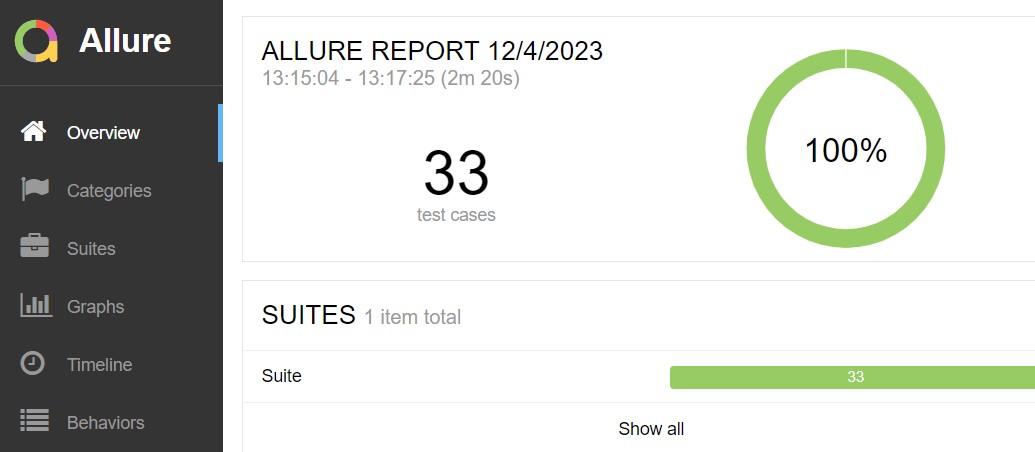 Allure
Overview
Categories
Suites
Graphs
Timeline
Behaviors
ALLURE REPORT 12/4/2023
13:15:04 - 13:17:25 (2m 20s)
33
test cases
100%
SUITES 1 item total
Suite 33
Show all